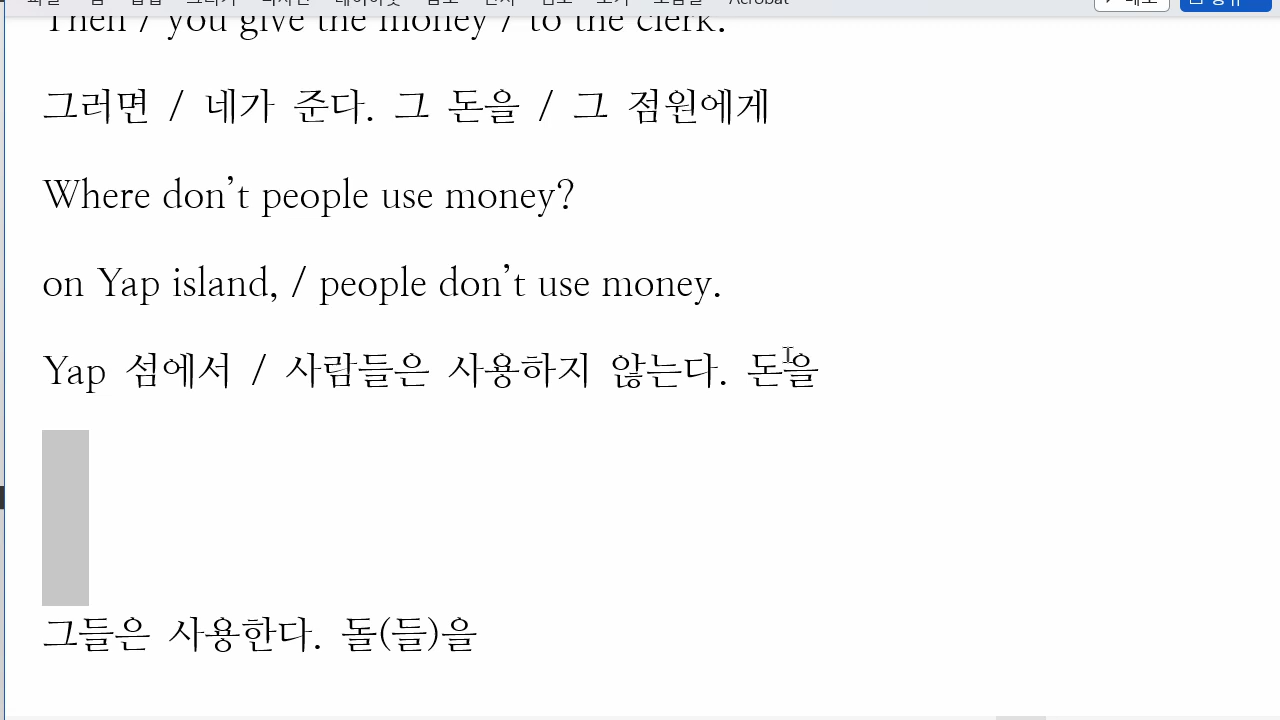 Then / you give the money / to the clerk.
그러면 / 네가 준다. 그 돈을 / 그 점원에게
Where don't people use money?
on Yap island, / people don't use money.
Yap 섬에서 / 사람들은 사용하지 않는다. 돈을
그들은 사용한다. 돌(들)을